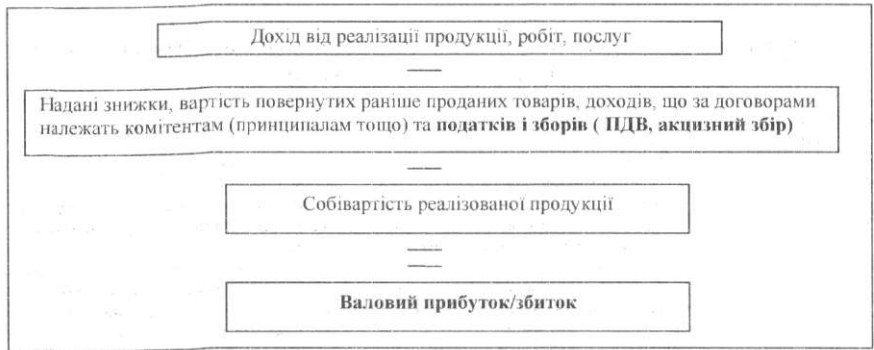 Дохід від реалізації продукції, робіт, послуг
—
Надані знижки, вартість повернутих раніше проданих товарів, доходів, що за договорами
належать комітентам (принципалам тощо) та податків і зборів ( ПДВ, акцизний збір)
—
Собівартість реалізованої продукції
=
Валовий прибуток/збиток